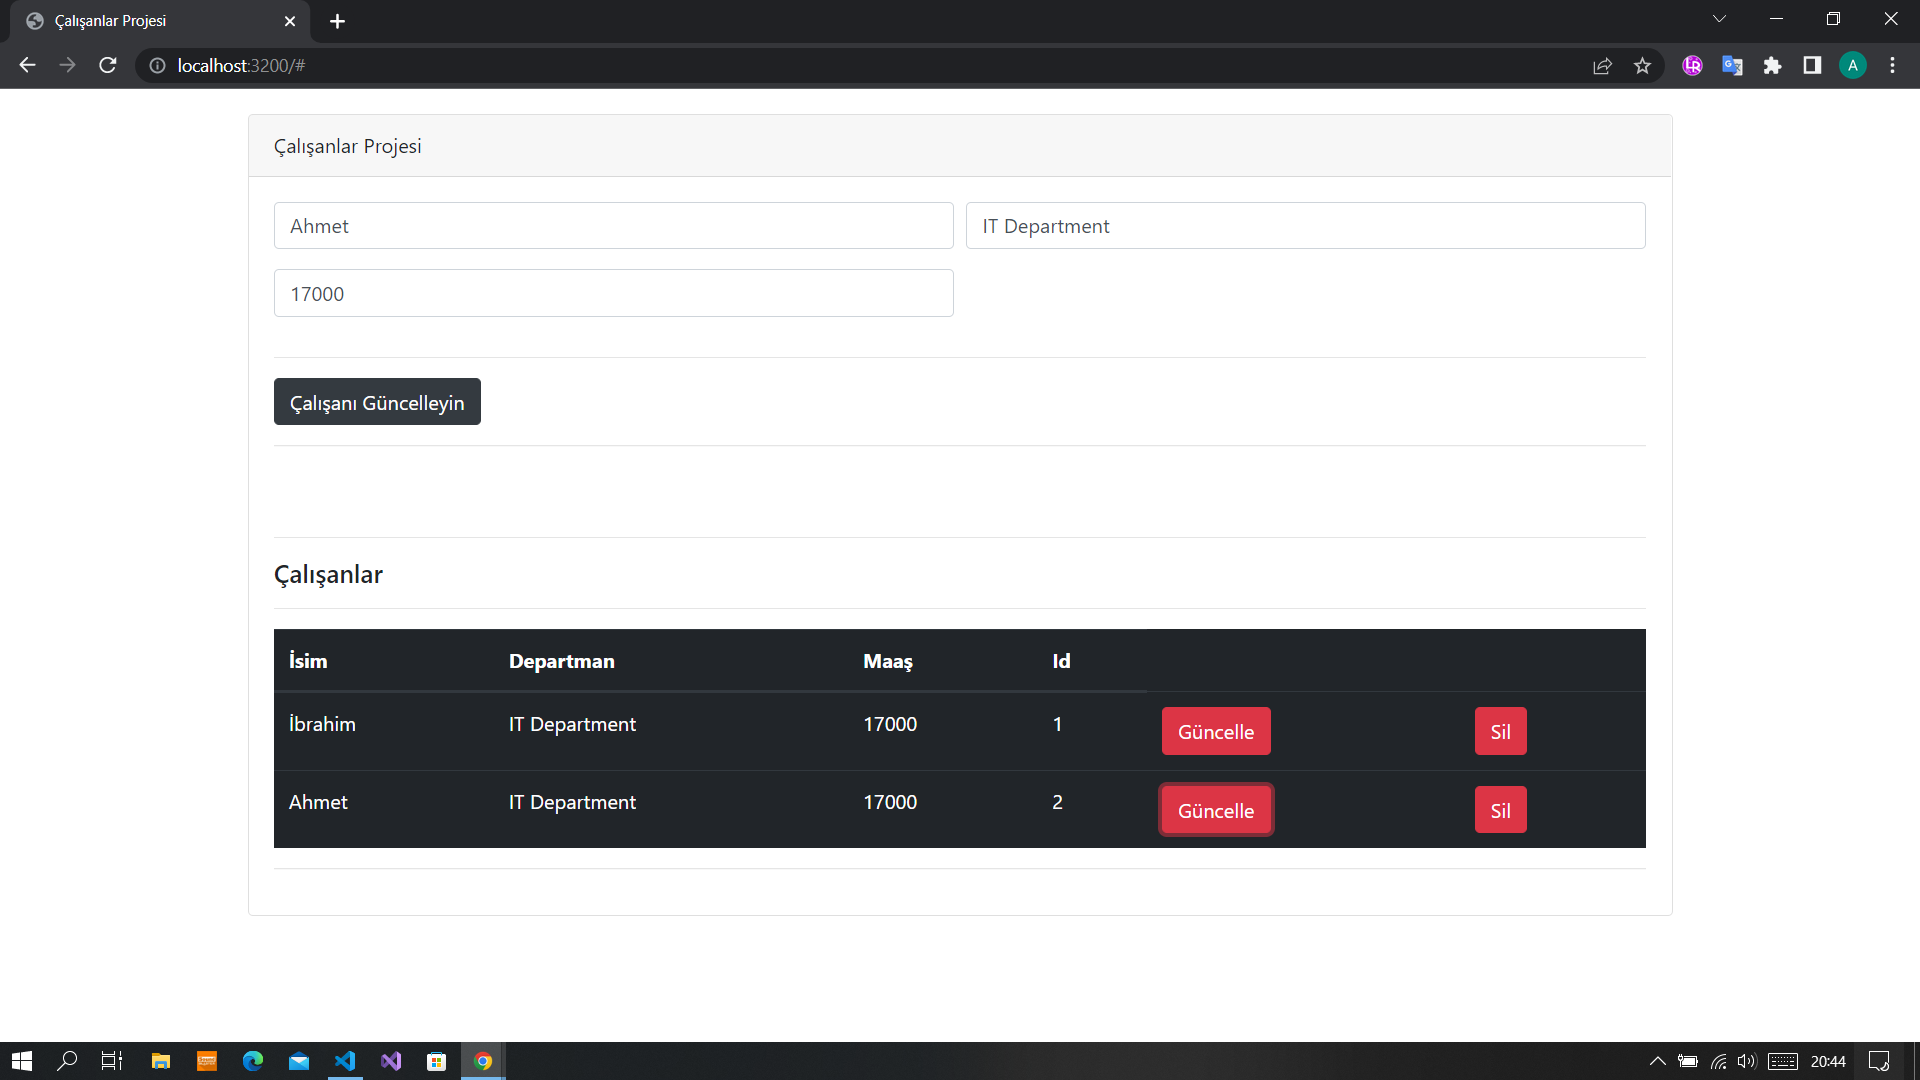 Çalışanlar Projesi
localhost:3200/#
A
Çalışanlar Projesi
Ahmet
IT Department
17000
Çalışanı Güncelleyin
Çalışanlar
İsim Departman Maaş Id
İbrahim IT Department 17000 1 Güncelle Sil
Ahmet IT Department 17000 2 Güncelle Sil
20:44